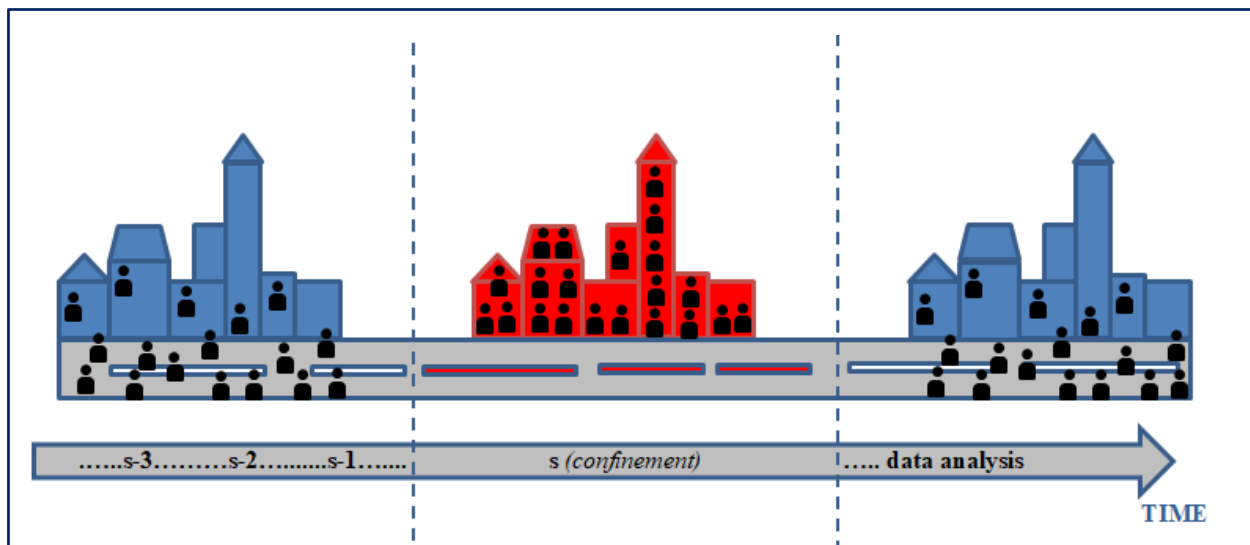 ......s-3.........s-2...........s-1........
s (confinement)
..... data analysis
TIME